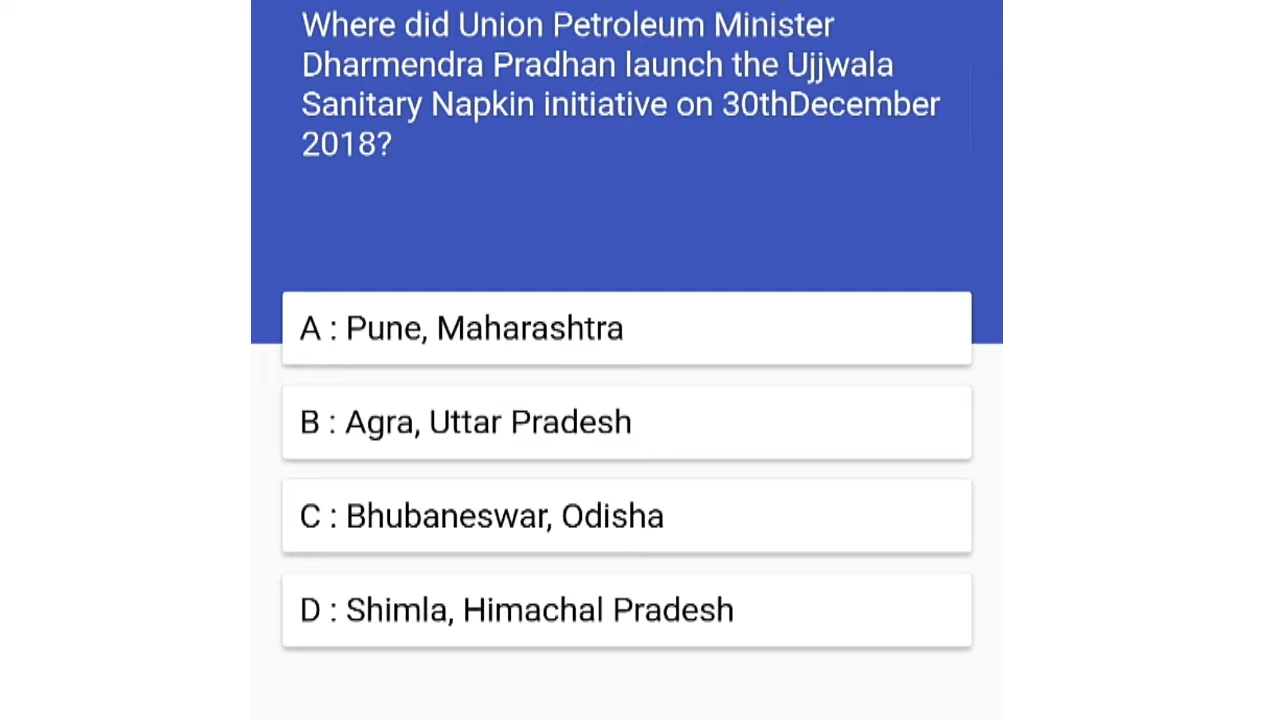 Where did Union Petroleum Minister
Dharmendra Pradhan launch the Ujjwala
Sanitary Napkin initiative on 30thDecember
2018?
A : Pune, Maharashtra
B : Agra, Uttar Pradesh
C : Bhubaneswar, Odisha
D : Shimla, Himachal Pradesh